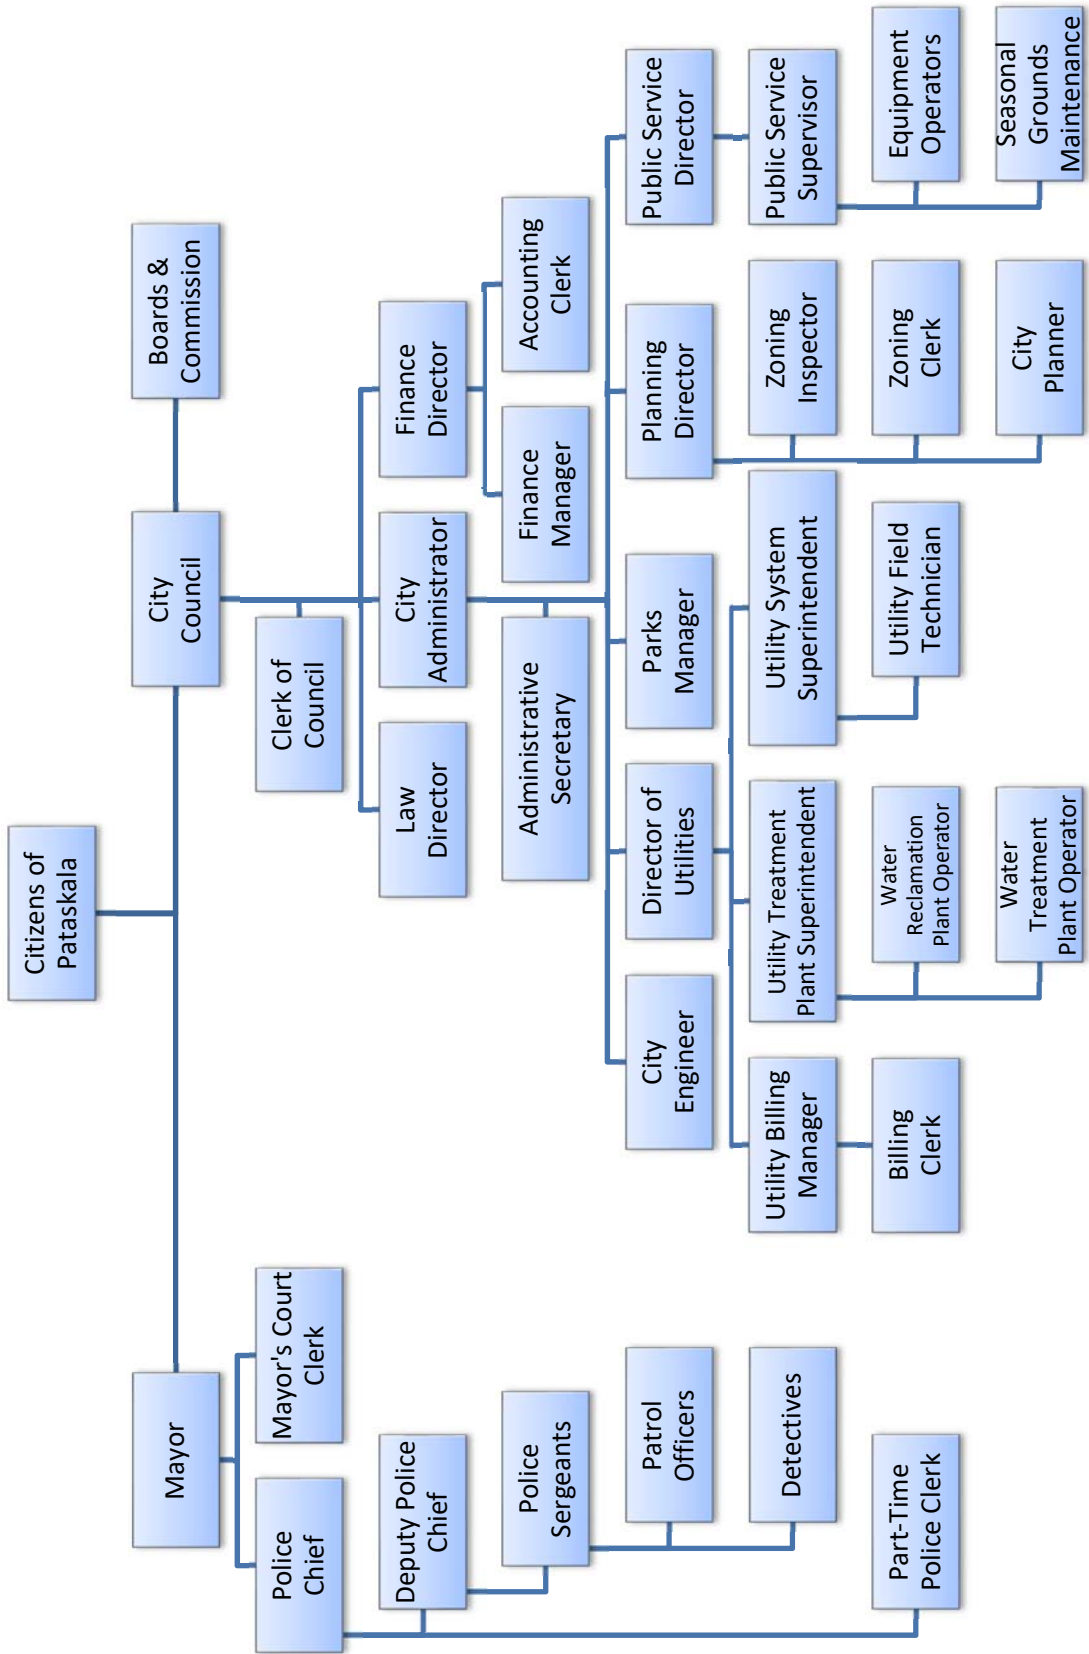 Citizens of
Pataskala
Mayor
City
Council
Boards &
Commission
Police
Chief
Mayor's Court
Clerk
Clerk of
Council
Deputy Police
Chief
Law
Director
City
Administrator
Finance
Director
Police
Sergeants
Administrative
Secretary
Finance
Manager
Accounting
Clerk
Patrol
Officers
City
Engineer
Director of
Utilities
Parks
Manager
Planning
Director
Public Service
Director
Detectives
Utility Billing
Manager
Utility Treatment
Plant Superintendent
Utility System
Superintendent
Zoning
Inspector
Public Service
Supervisor
Part-Time
Police Clerk
Billing
Clerk
Water
Reclamation
Plant Operator
Utility Field
Technician
Zoning
Clerk
Equipment
Operators
Water
Treatment
Plant Operator
City
Planner
Seasonal
Grounds
Maintenance